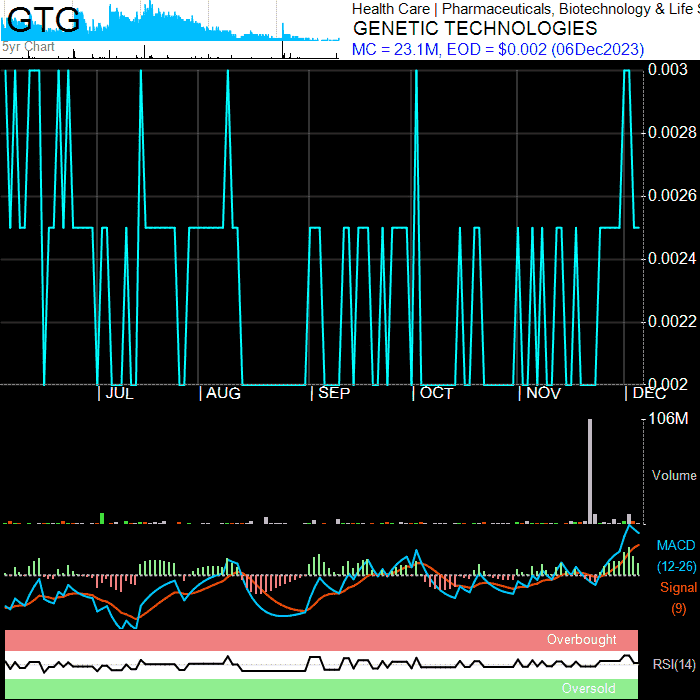 GTG
5yr Chart
Health Care | Pharmaceuticals, Biotechnology & Life S
GENETIC TECHNOLOGIES
MC = 23.1M, EOD = $0.002 (06Dec2023)
0.003
0.0028
0.0026
0.0024
0.0022
0.002
JUL AUG SEP OCT NOV DEC
106M
Volume
MACD
(12-26)
Signal
(9)
Overbought
RSI(14)
Oversold